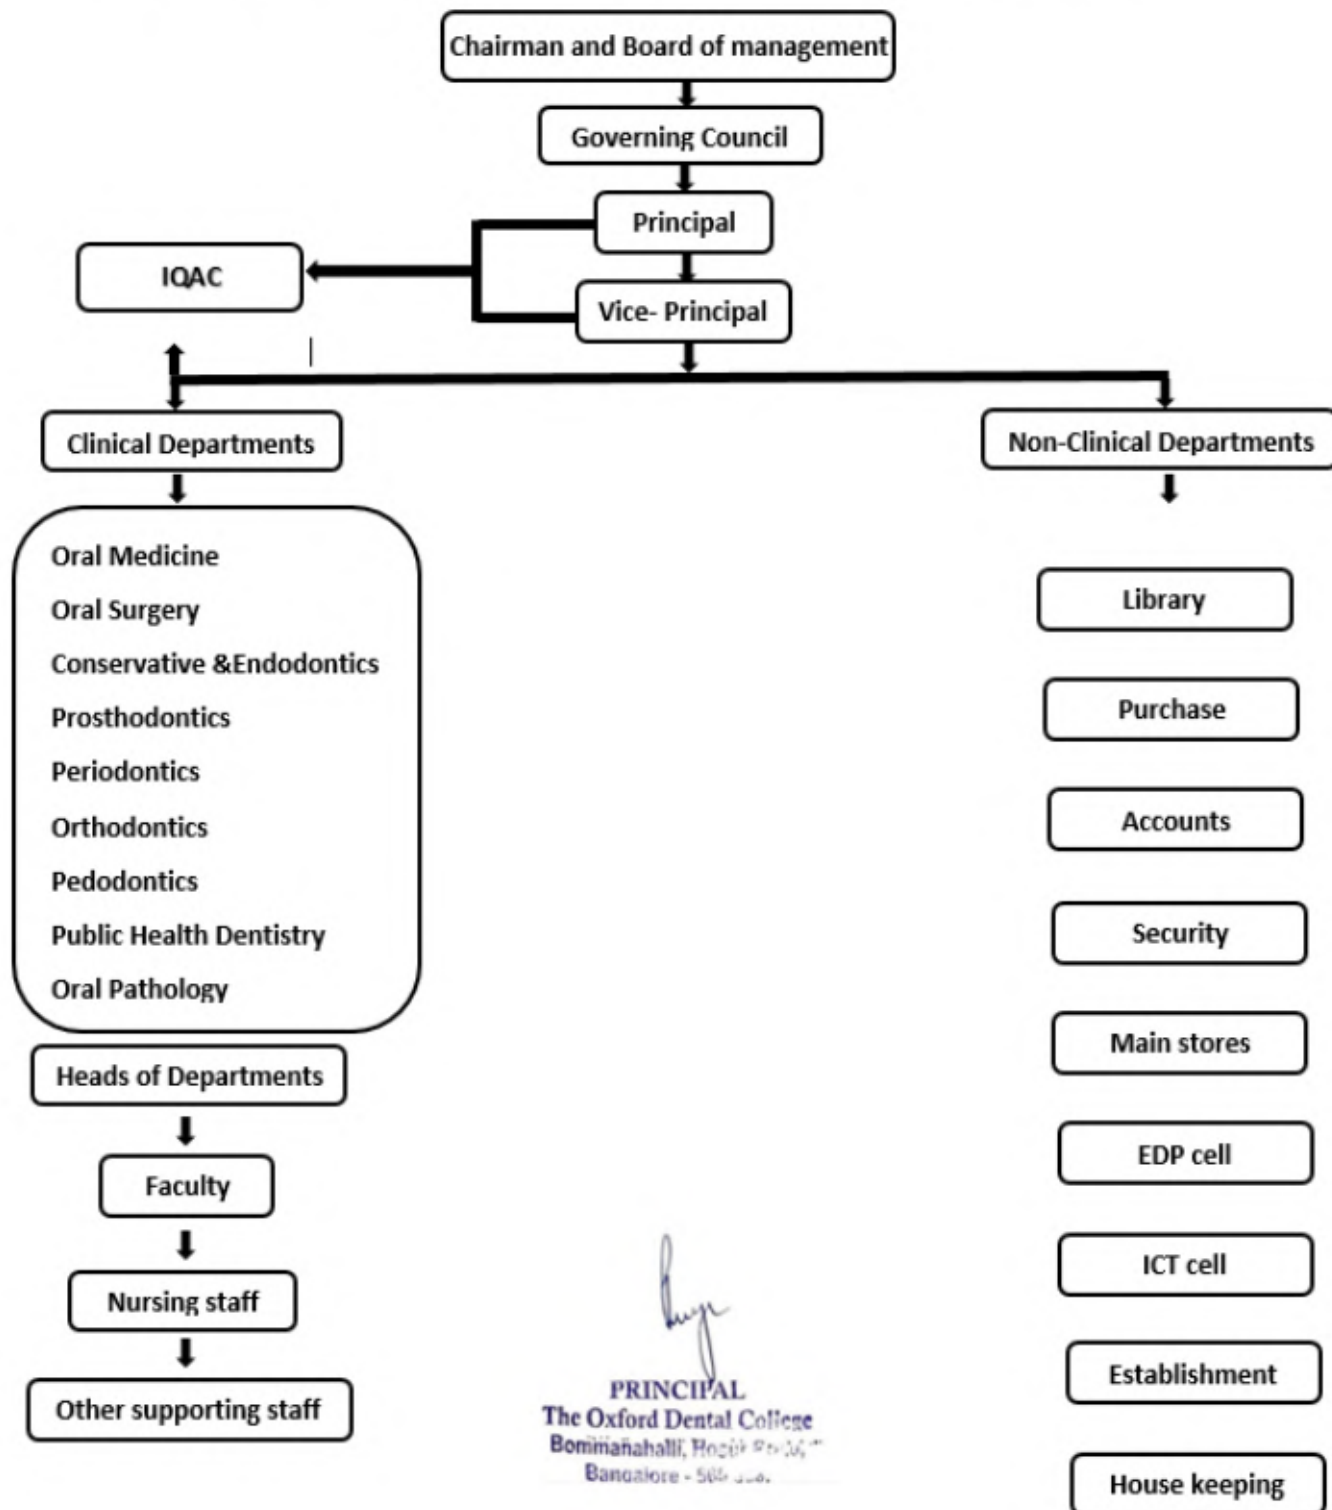 Chairman and Board of management
Governing Council
Principal
IQAC
Vice- Principal
Clinical Departments
Non-Clinical Departments
Oral Medicine
Oral Surgery
Conservative &Endodontics
Prosthodontics
Periodontics
Orthodontics
Pedodontics
Public Health Dentistry
Oral Pathology
Heads of Departments
Faculty
Nursing staff
Other supporting staff
Library
Purchase
Accounts
Security
Main stores
EDP cell
ICT cell
Establishment
House keeping
PRINCIPAL
The Oxford Dental College
Bommanahalli,
Bangalore -